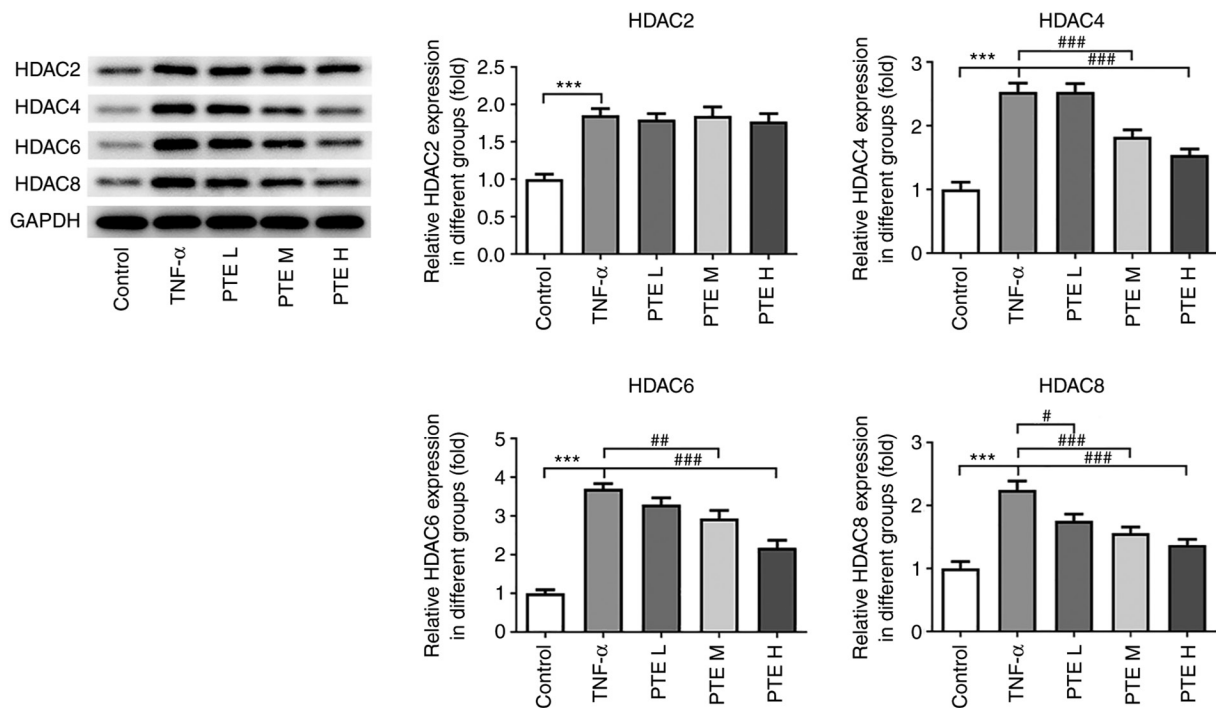 HDAC2
HDAC4
HDAC6
HDAC8
GAPDH
Control
TNF-α
PTE L
PTE M
PTE H
HDAC2
Relative HDAC2 expression
in different groups (fold)
2.5
2.0
1.5
1.0
0.5
0.0
***
Control
TNF-α
PTE L
PTE M
PTE H
HDAC4
Relative HDAC4 expression
in different groups (fold)
4
3
2
1
0
***
###
###
Control
TNF-α
PTE L
PTE M
PTE H
HDAC6
Relative HDAC6 expression
in different groups (fold)
5
4
3
2
1
0
***
##
###
Control
TNF-α
PTE L
PTE M
PTE H
HDAC8
Relative HDAC8 expression
in different groups (fold)
3
2
1
0
***
#
###
###
Control
TNF-α
PTE L
PTE M
PTE H